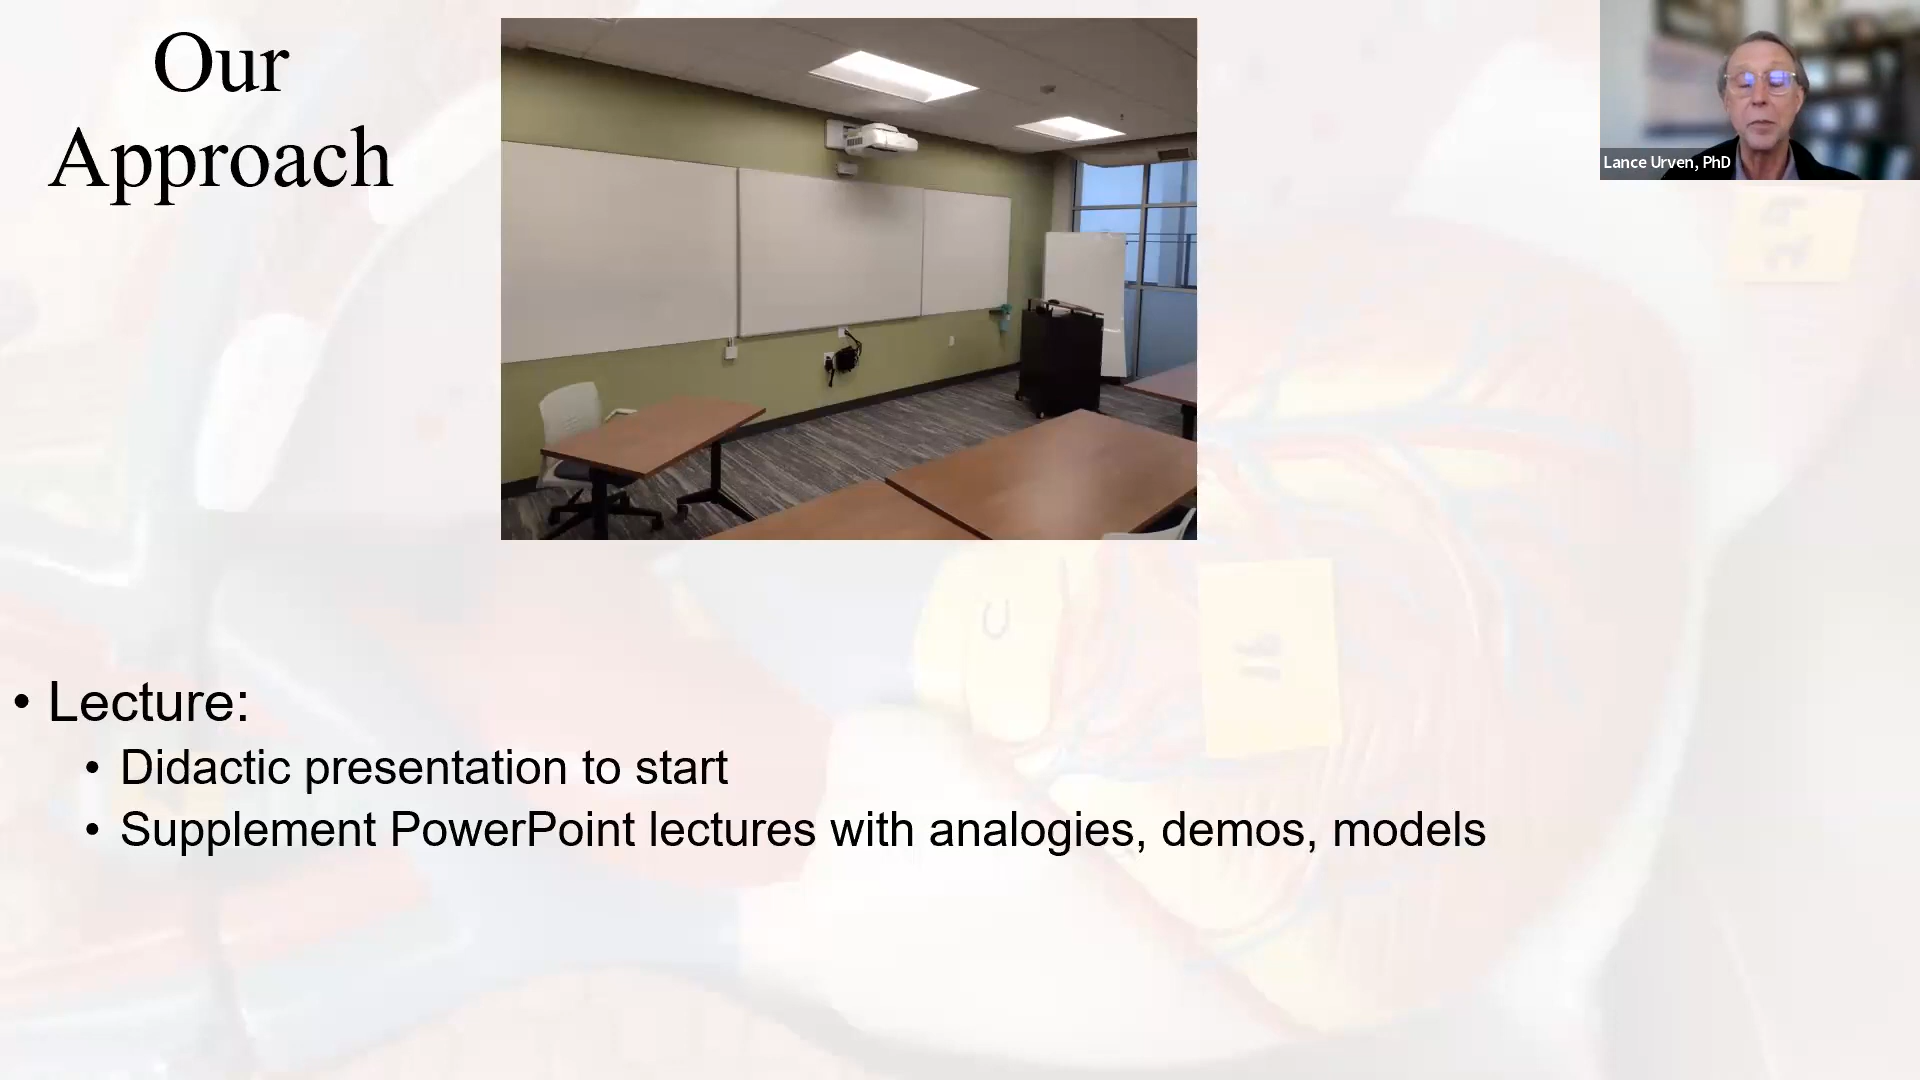 Our
Approach
Lance Urven, PhD
• Lecture:
• Didactic presentation to start
• Supplement PowerPoint lectures with analogies, demos, models